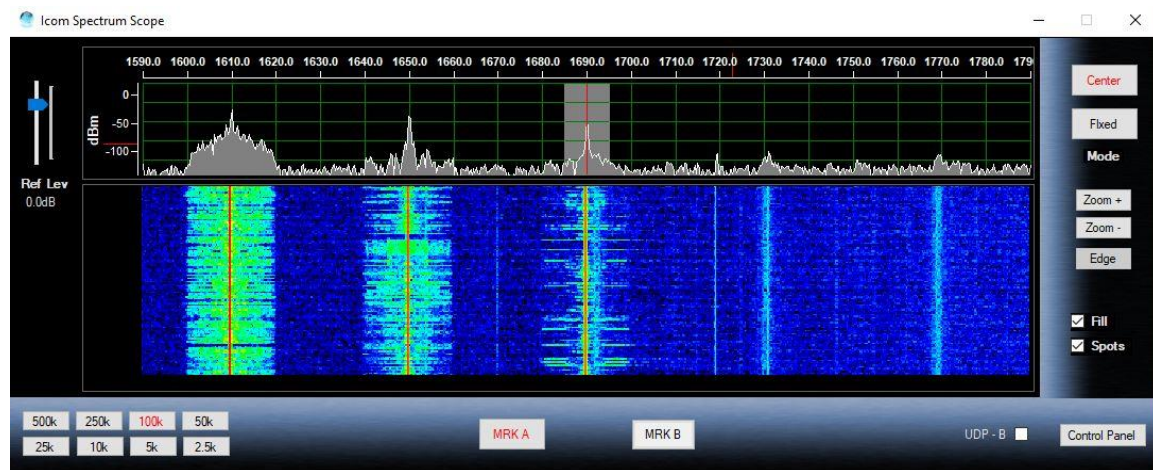 Icom Spectrum Scope
1590.0 1600.0 1610.0 1620.0 1630.0 1640.0 1650.0 1660.0 1670.0 1680.0 1690.0 1700.0 1710.0 1720.0 1730.0 1740.0 1750.0 1760.0 1770.0 1780.0 179
0
-50
-100
dBm
Ref Lev
0.0dB
Center
Fixed
Mode
Zoom +
Zoom -
Edge
Fill
Spots
500k 250k 100k 50k
25k 10k 5k 2.5k
MRK A MRK B UDP - B Control Panel